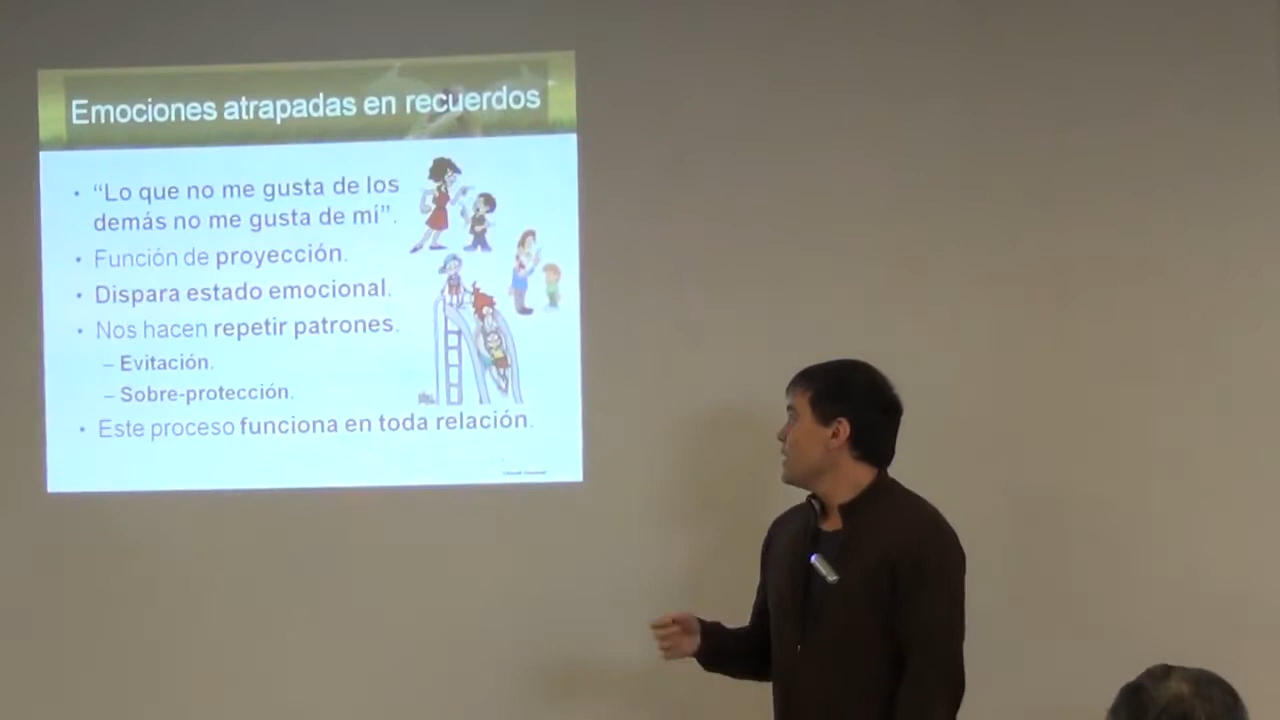 Emociones atrapadas en recuerdos
• “Lo que no me gusta de los
demás no me gusta de mí”.
• Función de proyección.
• Dispara estado emocional.
• Nos hacen repetir patrones.
– Evitación.
– Sobre-protección.
• Este proceso funciona en toda relación.